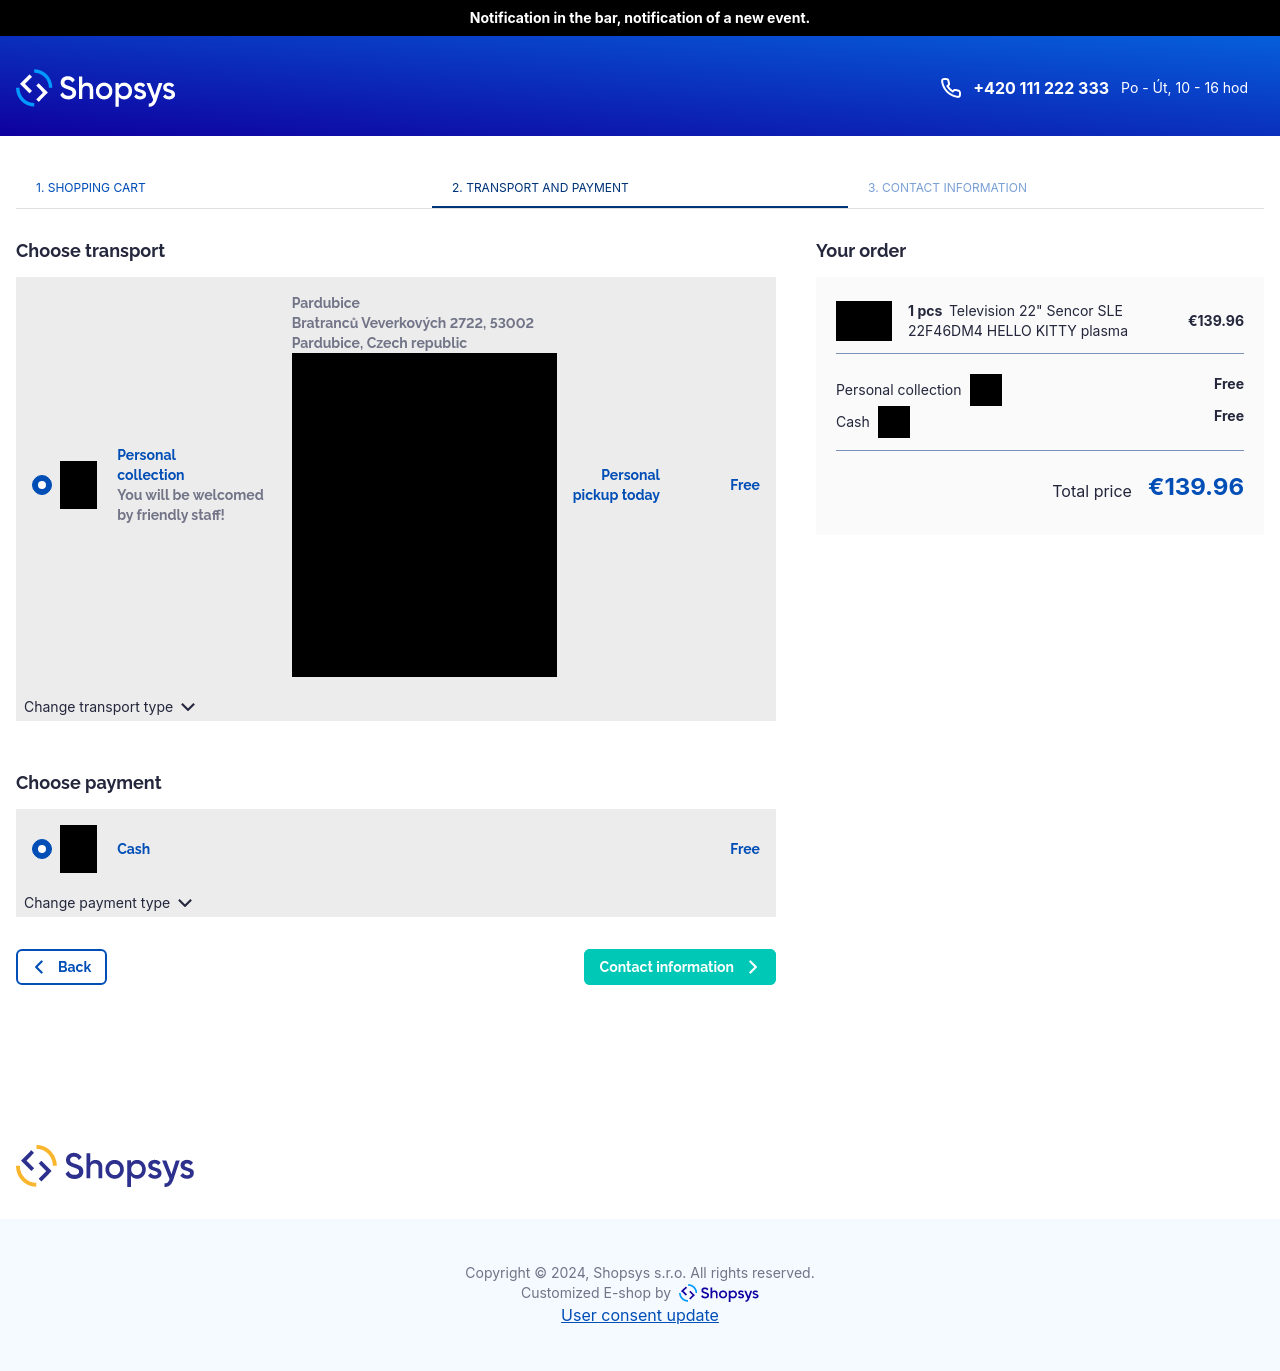 Notification in the bar, notification of a new event.
Shopsys
+420 111 222 333 Po - Út, 10 - 16 hod
1. SHOPPING CART
2. TRANSPORT AND PAYMENT
3. CONTACT INFORMATION
Choose transport
Pardubice
Bratranců Veverkových 2722, 53002
Pardubice, Czech republic
Personal
collection
You will be welcomed
by friendly staff!
Personal
pickup today
Free
Change transport type
Choose payment
Cash
Free
Change payment type
Back
Contact information
Your order
1 pcs Television 22" Sencor SLE
22F46DM4 HELLO KITTY plasma
€139.96
Personal collection
Free
Cash
Free
Total price €139.96
Shopsys
Copyright © 2024, Shopsys s.r.o. All rights reserved.
Customized E-shop by Shopsys
User consent update